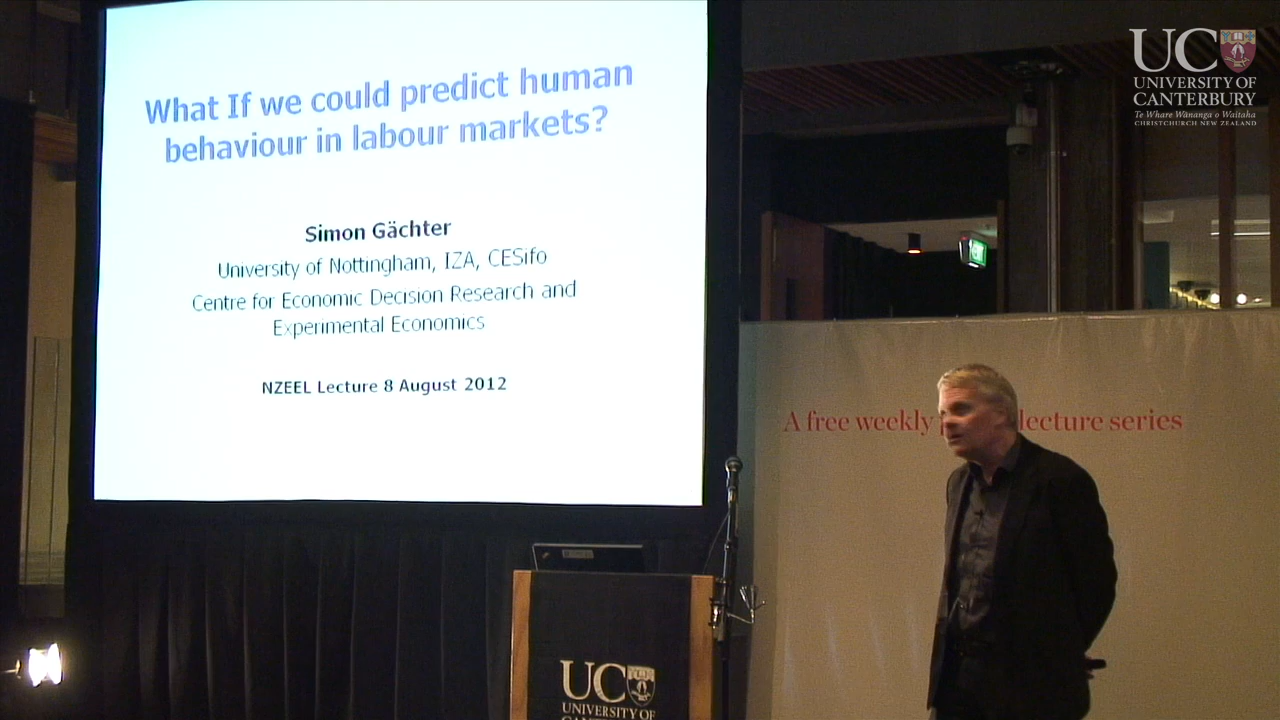 What If we could predict human
behaviour in labour markets?
Simon Gächter
University of Nottingham, IZA, CESifo
Centre for Economic Decision Research and
Experimental Economics
NZEEL Lecture 8 August 2012
UC
UNIVERSITY OF
CANTERBURY
Te Whare Wānanga o Waitaha
CHRISTCHURCH NEW ZEALAND
A free weekly lecture series
UC
UNIVERSITY OF